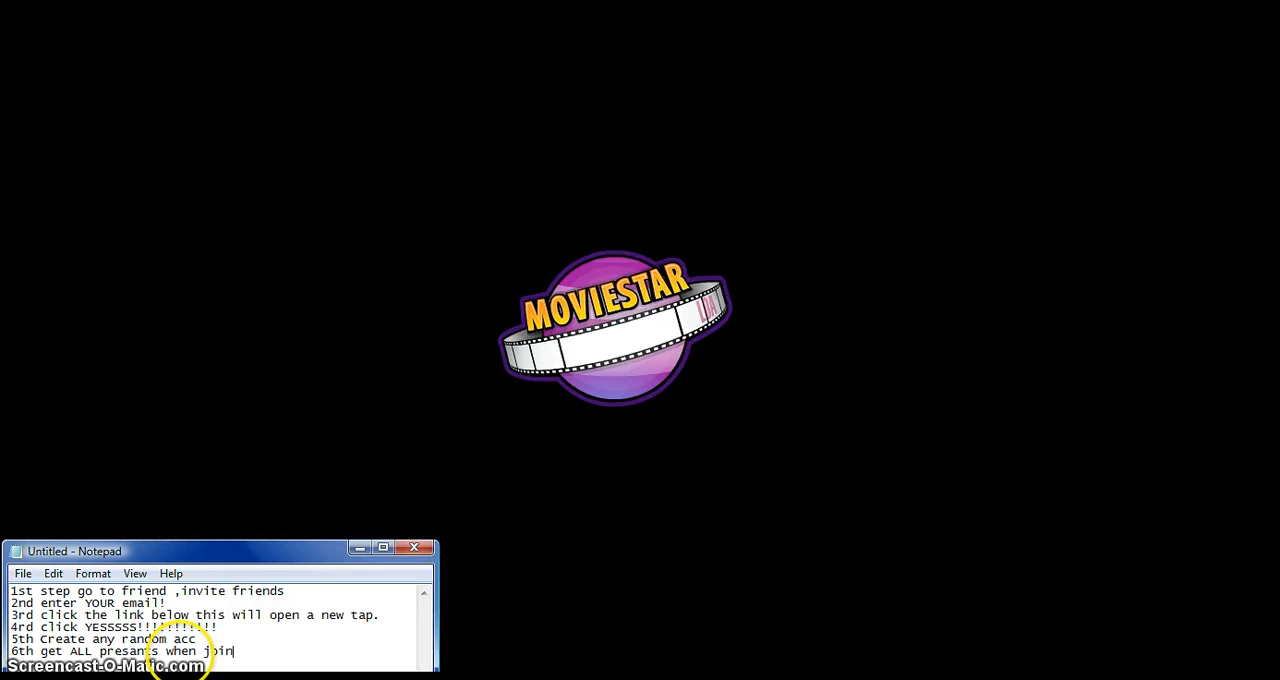 MOVIESTAR
Untitled - Notepad
File Edit Format View Help
1st step go to friend ,invite friends
2nd enter YOUR email!
3rd click the link below this will open a new tap.
4rd click YESSSSS!!!!!!!!!!!
5th Create any random acc
6th get ALL presants when join
Screencast-O-Matic.com